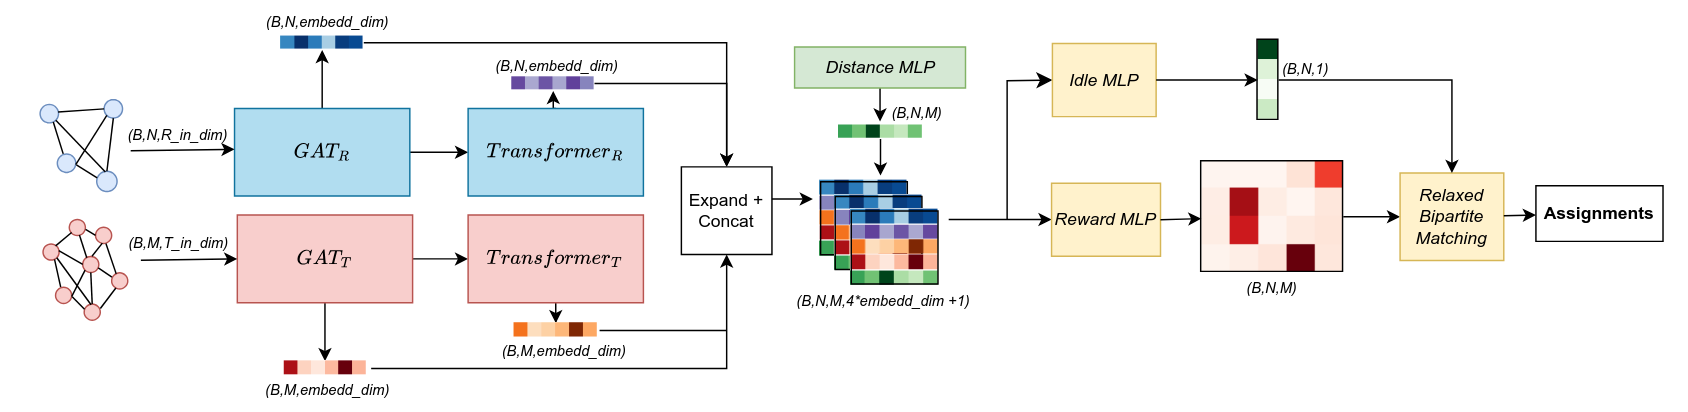 (B,N,embedd_dim)
(B,N,embedd_dim)
(B,N,R_in_dim)
GAT_R
Transformer_R
(B,M,T_in_dim)
GAT_T
Transformer_T
(B,M,embedd_dim)
(B,M,embedd_dim)
Expand +
Concat
Distance MLP
(B,N,M)
(B,N,M,4*embedd_dim +1)
Idle MLP
(B,N,1)
Reward MLP
(B,N,M)
Relaxed
Bipartite
Matching
Assignments